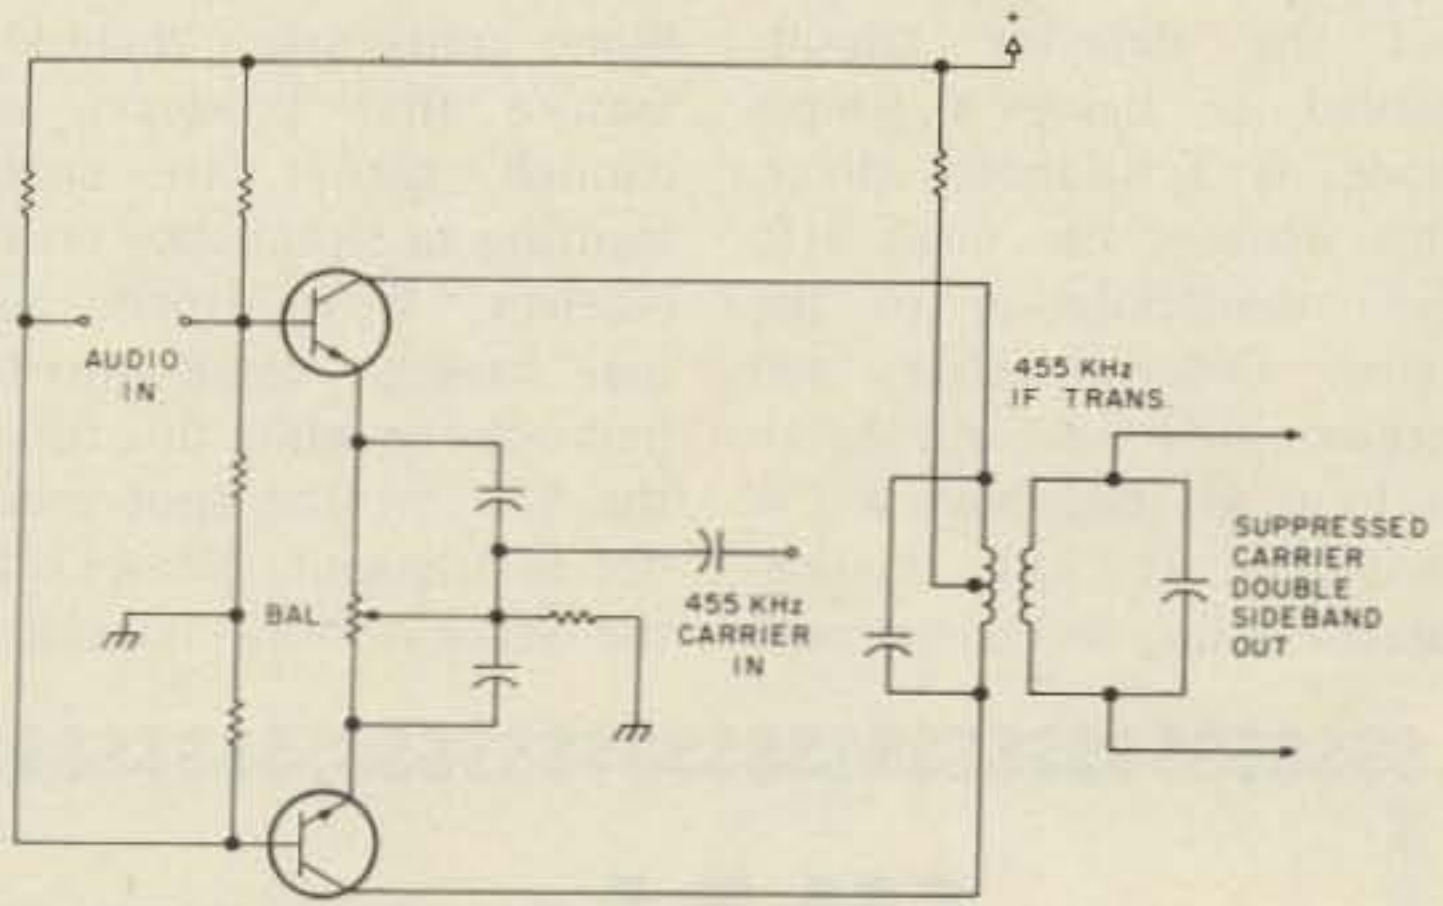 +
AUDIO
IN
455 KHz
IF TRANS.
BAL
455 KHz
CARRIER
IN
SUPPRESSED
CARRIER
DOUBLE
SIDEBAND
OUT